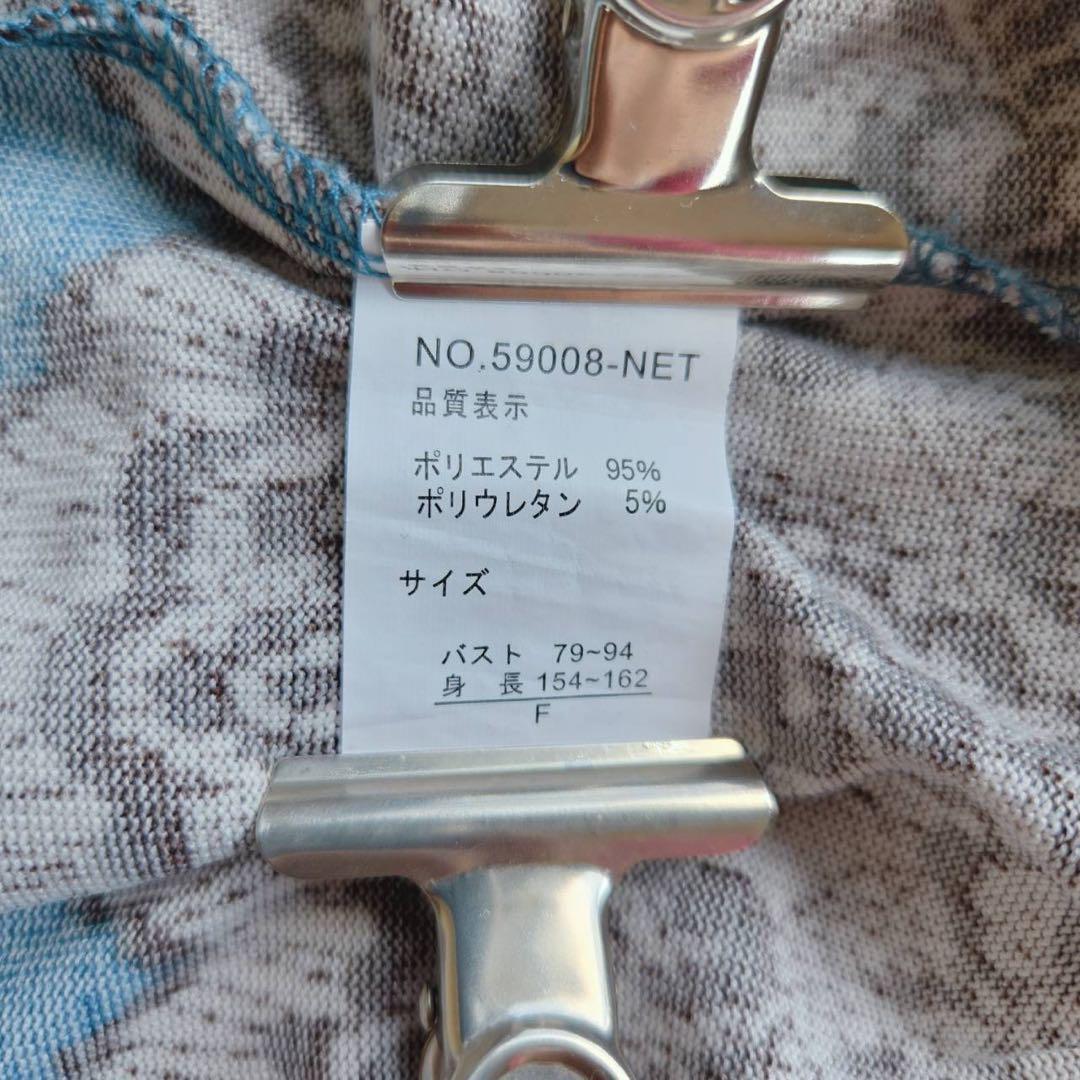 NO.59008-NET
品質表示
ポリエステル 95%
ポリウレタン 5%
サイズ
バスト 79~94
身 長 154~162
F